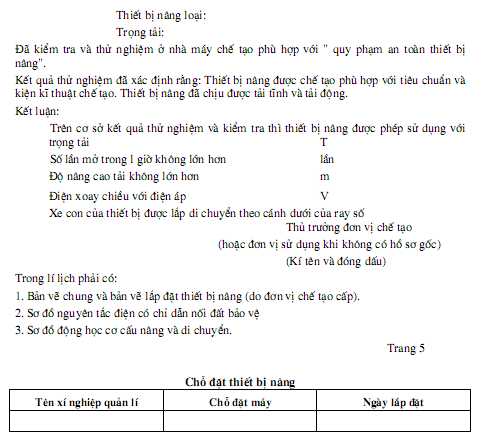 Thiết bị nâng loại:
Trọng tải:
Đã kiểm tra và thử nghiệm ở nhà máy chế tạo phù hợp với " quy phạm an toàn thiết bị
nâng".
Kết quả thử nghiệm đã xác định rằng: Thiết bị nâng được chế tạo phù hợp với tiêu chuẩn và
kiện kĩ thuật chế tạo. Thiết bị nâng đã chịu được tải tĩnh và tải động.
Kết luận:
Trên cơ sở kết quả thử nghiệm và kiểm tra thì thiết bị nâng được phép sử dụng với
trọng tải T
Số lần mở trong 1 giờ không lớn hơn lần
Độ nâng cao tải không lớn hơn m
Điện xoay chiều với điện áp V
Xe con của thiết bị được lắp di chuyển theo cánh dưới của ray số
Thủ trưởng đơn vị chế tạo
(hoặc đơn vị sử dụng khi không có hồ sơ gốc)
(Kí tên và đóng dấu)
Trong lí lịch phải có:
1. Bản vẽ chung và bản vẽ lắp đặt thiết bị nâng (do đơn vị chế tạo cấp).
2. Sơ đồ nguyên tắc điện có chỉ dẫn nối đất bảo vệ
3. Sơ đồ động học cơ cấu nâng và di chuyển.
Trang 5
Chỗ đặt thiết bị nâng
Tên xí nghiệp quản lí Chỗ đặt máy Ngày lắp đặt